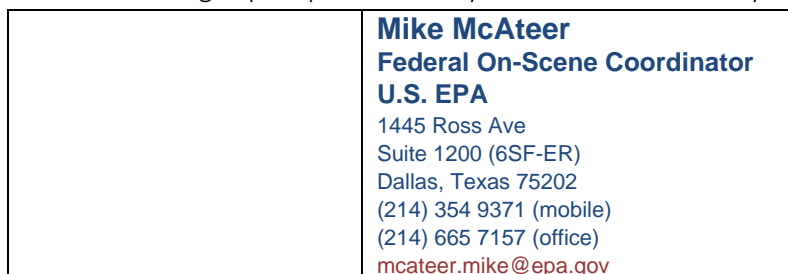 Mike McAteer
Federal On-Scene Coordinator
U.S. EPA
1445 Ross Ave
Suite 1200 (6SF-ER)
Dallas, Texas 75202
(214) 354 9371 (mobile)
(214) 665 7157 (office)
mcateer.mike@epa.gov